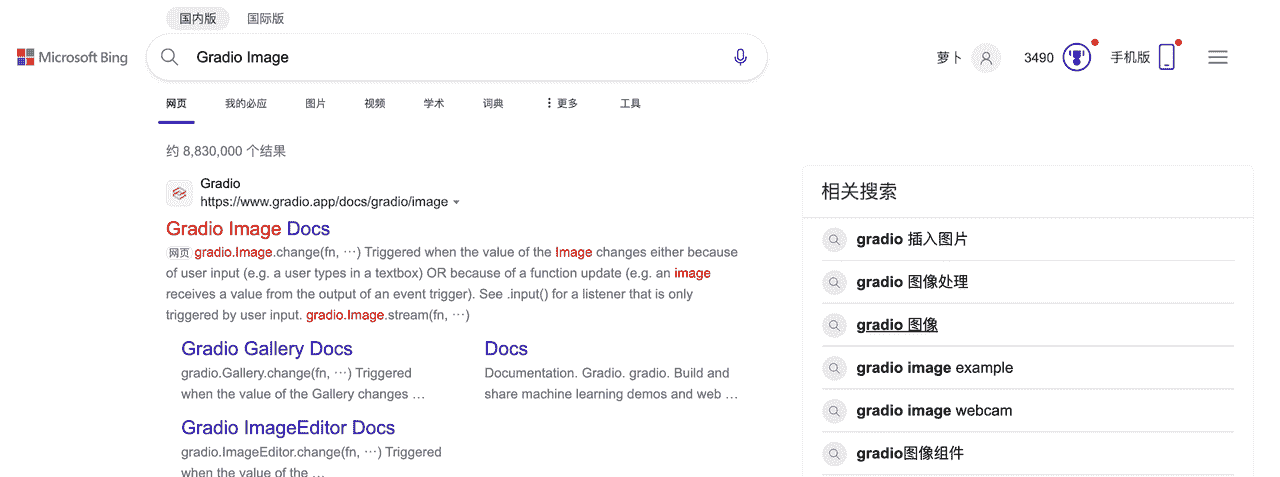 国内版 国际版
Microsoft Bing
Gradio Image
萝卜 3490 手机版
网页 我的必应 图片 视频 学术 词典 更多 工具
约 8,830,000 个结果
Gradio
https://www.gradio.app/docs/gradio/image
Gradio Image Docs
网页 gradio.Image.change(fn, ···) Triggered when the value of the Image changes either because
of user input (e.g. a user types in a textbox) OR because of a function update (e.g. an image
receives a value from the output of an event trigger). See .input() for a listener that is only
triggered by user input. gradio.Image.stream(fn, ···)
Gradio Gallery Docs
gradio.Gallery.change(fn, ···) Triggered
when the value of the Gallery changes ...
Docs
Documentation. Gradio. gradio. Build and
share machine learning demos and web ...
Gradio ImageEditor Docs
gradio.ImageEditor.change(fn, ···) Triggered
when the value of the ...
相关搜索
gradio 插入图片
gradio 图像处理
gradio 图像
gradio image example
gradio image webcam
gradio图像组件